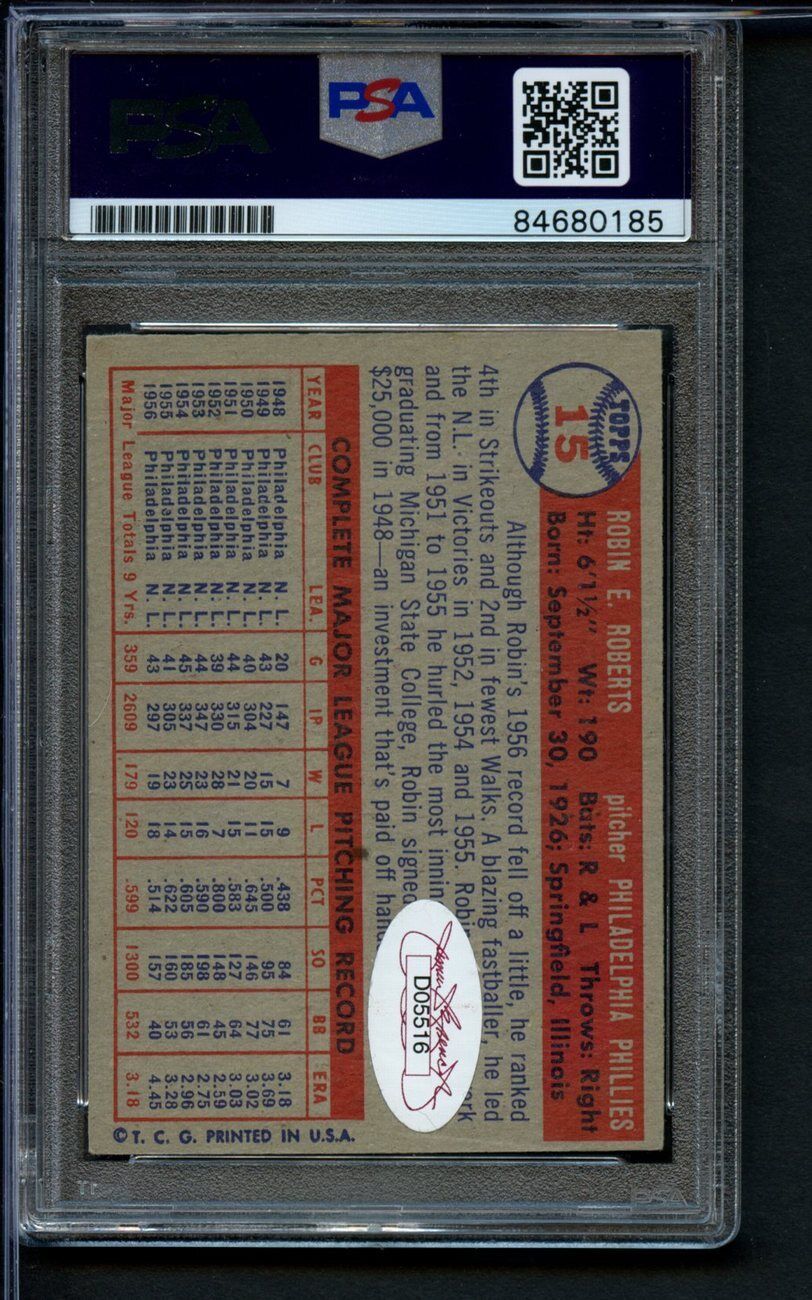 PSA
PSA
84680185
TOPPS
15
ROBIN E. ROBERTS pitcher PHILADELPHIA PHILLIES
Ht: 6'1½" Wt: 190 Bats: R & L Throws: Right
Born: September 30, 1926; Springfield, Illinois
Although Robin's 1956 record fell off a little, he ranked
4th in Strikeouts and 2nd in fewest Walks. A blazing fastballer, he led
the N.L. in Victories in 1952, 1954 and 1955.
and from 1951 to 1955 he hurled the most
graduating Michigan State College, Robin signed
$25,000 in 1948—an investment that's paid off
D05516
COMPLETE MAJOR LEAGUE PITCHING RECORD
YEAR CLUB LEA. G IP W L PCT SO BB ERA
1948 Philadelphia N. L. 20 147 7 9 .438 84 61 3.18
1949 Philadelphia N. L. 43 227 15 15 .500 95 75 3.69
1950 Philadelphia N. L. 40 304 20 11 .645 146 77 3.02
1951 Philadelphia N. L. 44 315 21 15 .583 127 64 3.03
1952 Philadelphia N. L. 39 330 28 7 .800 148 45 2.59
1953 Philadelphia N. L. 44 347 23 16 .590 198 61 2.75
1954 Philadelphia N. L. 45 337 23 15 .605 185 56 2.96
1955 Philadelphia N. L. 41 305 23 14 .622 160 53 3.28
1956 Philadelphia N. L. 43 297 19 18 .514 157 40 4.45
Major League Totals 9 Yrs. 359 2609 179 120 .599 1300 532 3.18
© T. C. G. PRINTED IN U.S.A.
PSA